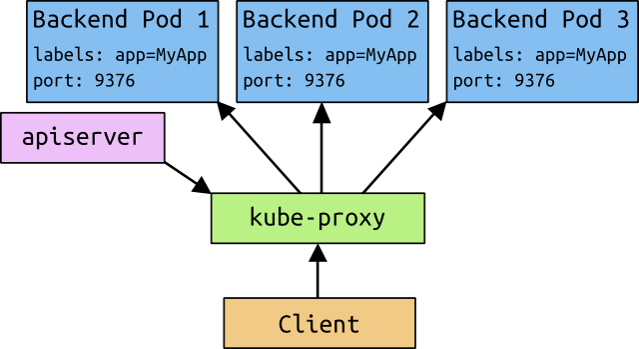 Backend Pod 1
labels: app=MyApp
port: 9376
Backend Pod 2
labels: app=MyApp
port: 9376
Backend Pod 3
labels: app=MyApp
port: 9376
apiserver
kube-proxy
Client